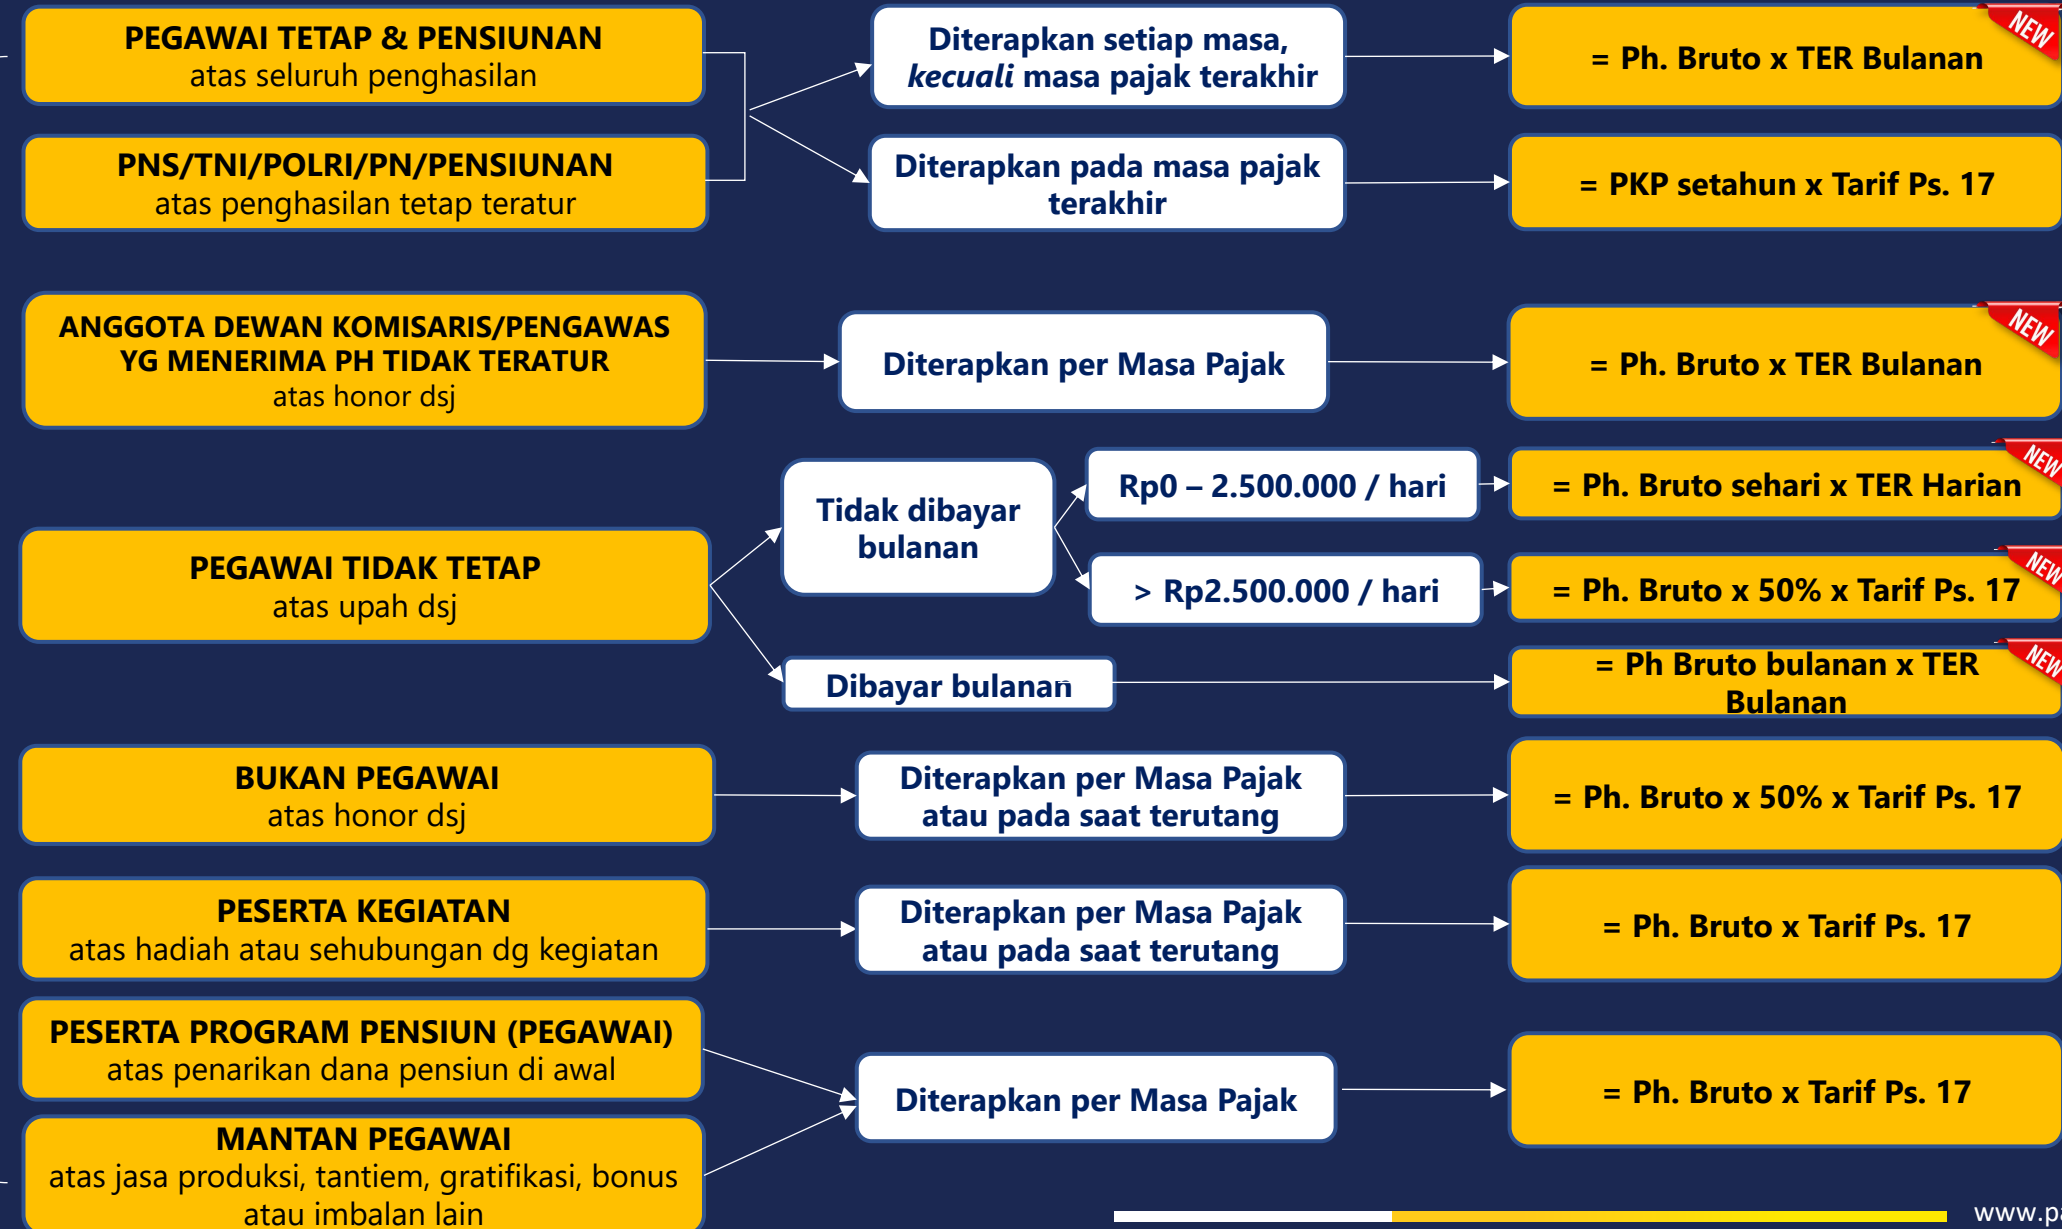 PEGAWAI TETAP & PENSIUNAN
atas seluruh penghasilan
Diterapkan setiap masa,
kecuali masa pajak terakhir
= Ph. Bruto x TER Bulanan
NEW
PNS/TNI/POLRI/PN/PENSIUNAN
atas penghasilan tetap teratur
Diterapkan pada masa pajak
terakhir
= PKP setahun x Tarif Ps. 17
ANGGOTA DEWAN KOMISARIS/PENGAWAS
YG MENERIMA PH TIDAK TERATUR
atas honor dsj
Diterapkan per Masa Pajak
= Ph. Bruto x TER Bulanan
NEW
PEGAWAI TIDAK TETAP
atas upah dsj
Tidak dibayar
bulanan
Rp0 – 2.500.000 / hari
= Ph. Bruto sehari x TER Harian
NEW
> Rp2.500.000 / hari
= Ph. Bruto x 50% x Tarif Ps. 17
NEW
Dibayar bulanan
= Ph Bruto bulanan x TER
Bulanan
NEW
BUKAN PEGAWAI
atas honor dsj
Diterapkan per Masa Pajak
atau pada saat terutang
= Ph. Bruto x 50% x Tarif Ps. 17
PESERTA KEGIATAN
atas hadiah atau sehubungan dg kegiatan
Diterapkan per Masa Pajak
atau pada saat terutang
= Ph. Bruto x Tarif Ps. 17
PESERTA PROGRAM PENSIUN (PEGAWAI)
atas penarikan dana pensiun di awal
MANTAN PEGAWAI
atas jasa produksi, tantiem, gratifikasi, bonus
atau imbalan lain
Diterapkan per Masa Pajak
= Ph. Bruto x Tarif Ps. 17